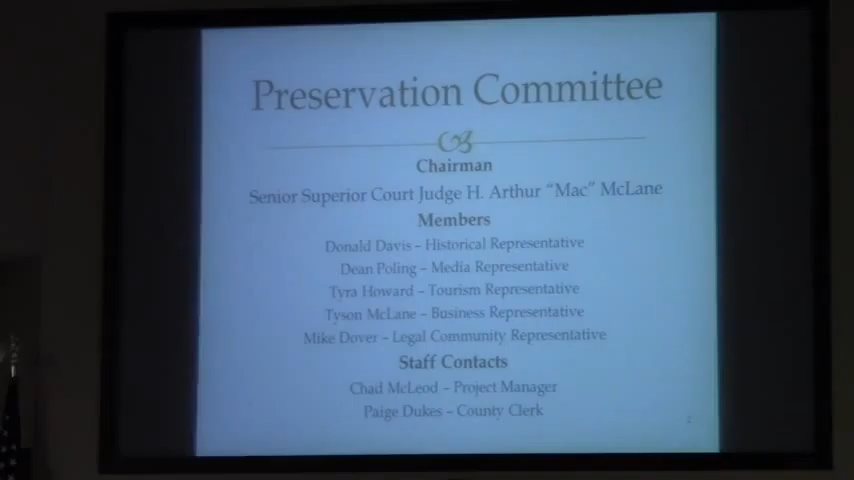 Preservation Committee
Chairman
Senior Superior Court Judge H. Arthur “Mac” McLane
Members
Donald Davis – Historical Representative
Dean Poling – Media Representative
Tyra Howard – Tourism Representative
Tyson McLane – Business Representative
Mike Dover – Legal Community Representative
Staff Contacts
Chad McLeod – Project Manager
Paige Dukes – County Clerk
2